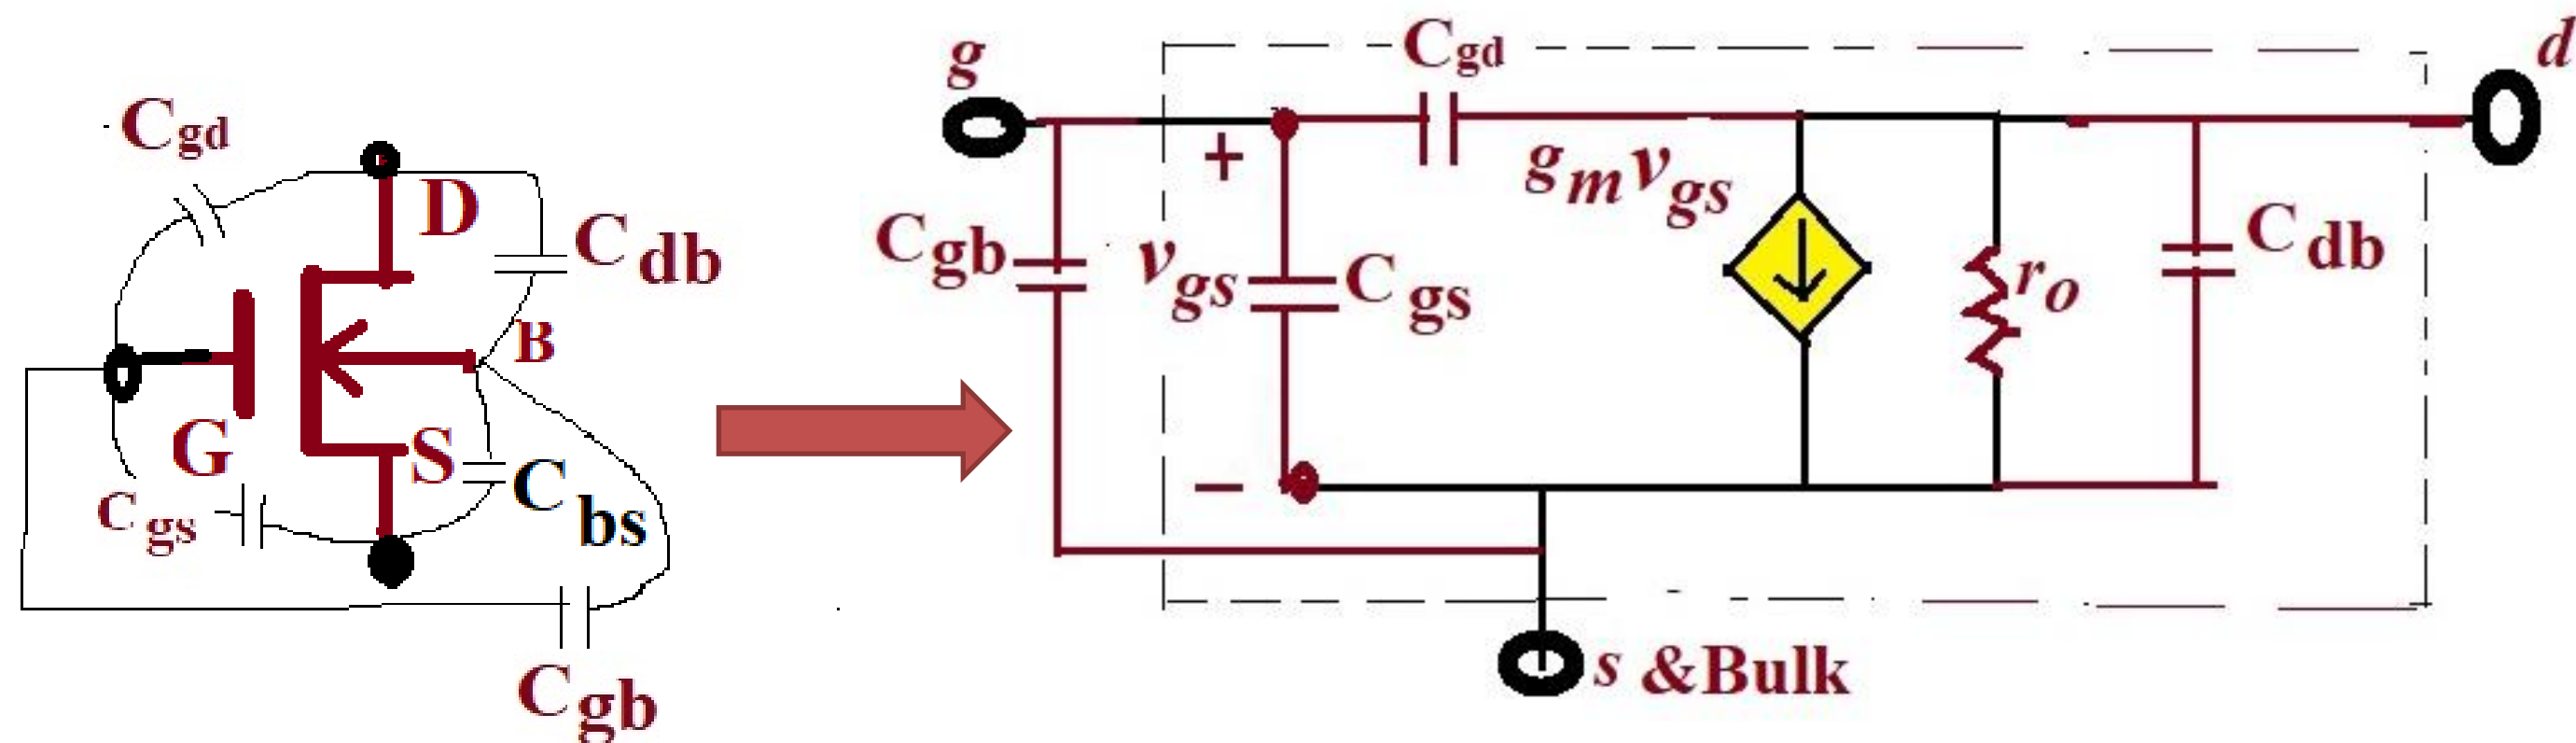 Cgd
D
Cdb
B
G
S
Cgs
Cbs
Cgb
g
Cgd
d
+
gmvgs
Cgb
vgs
Cgs
ro
Cdb
−
s &Bulk